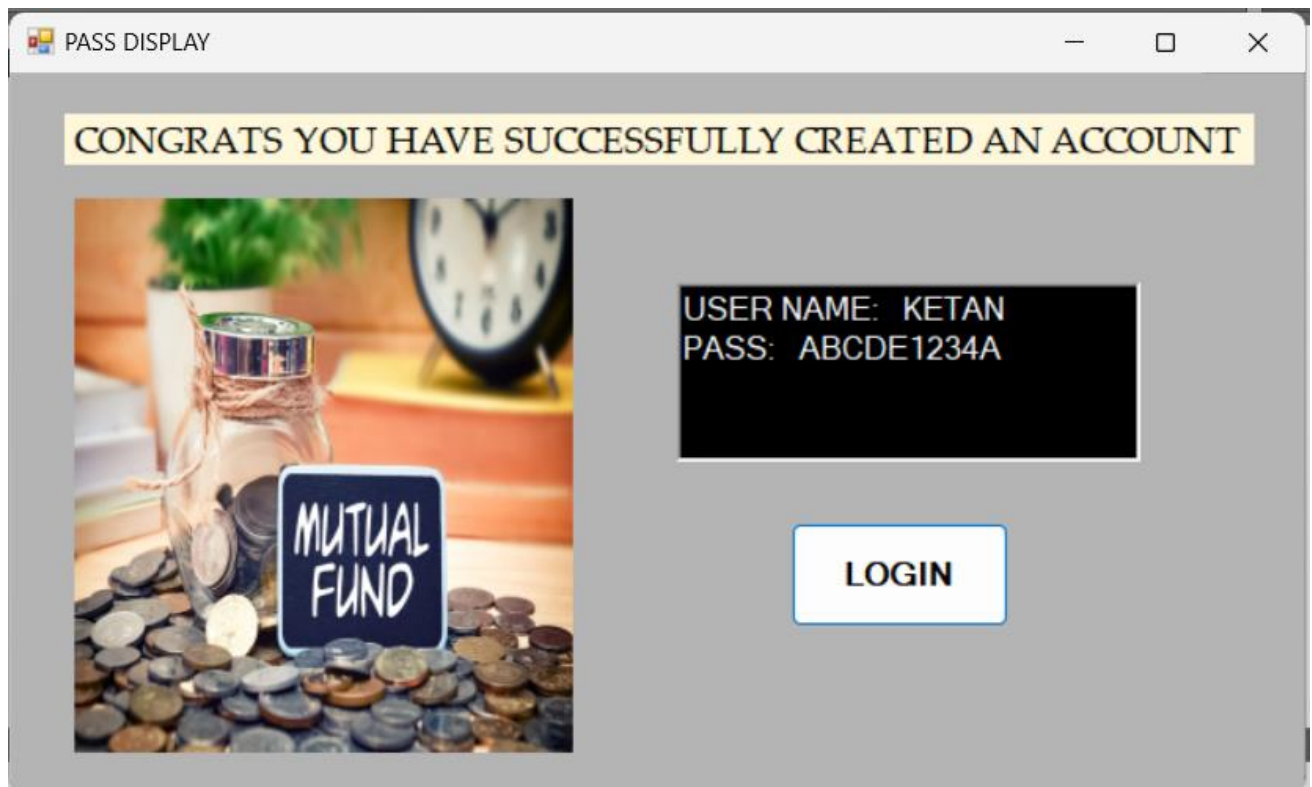 PASS DISPLAY
CONGRATS YOU HAVE SUCCESSFULLY CREATED AN ACCOUNT
USER NAME: KETAN
PASS: ABCDE1234A
MUTUAL
FUND
LOGIN